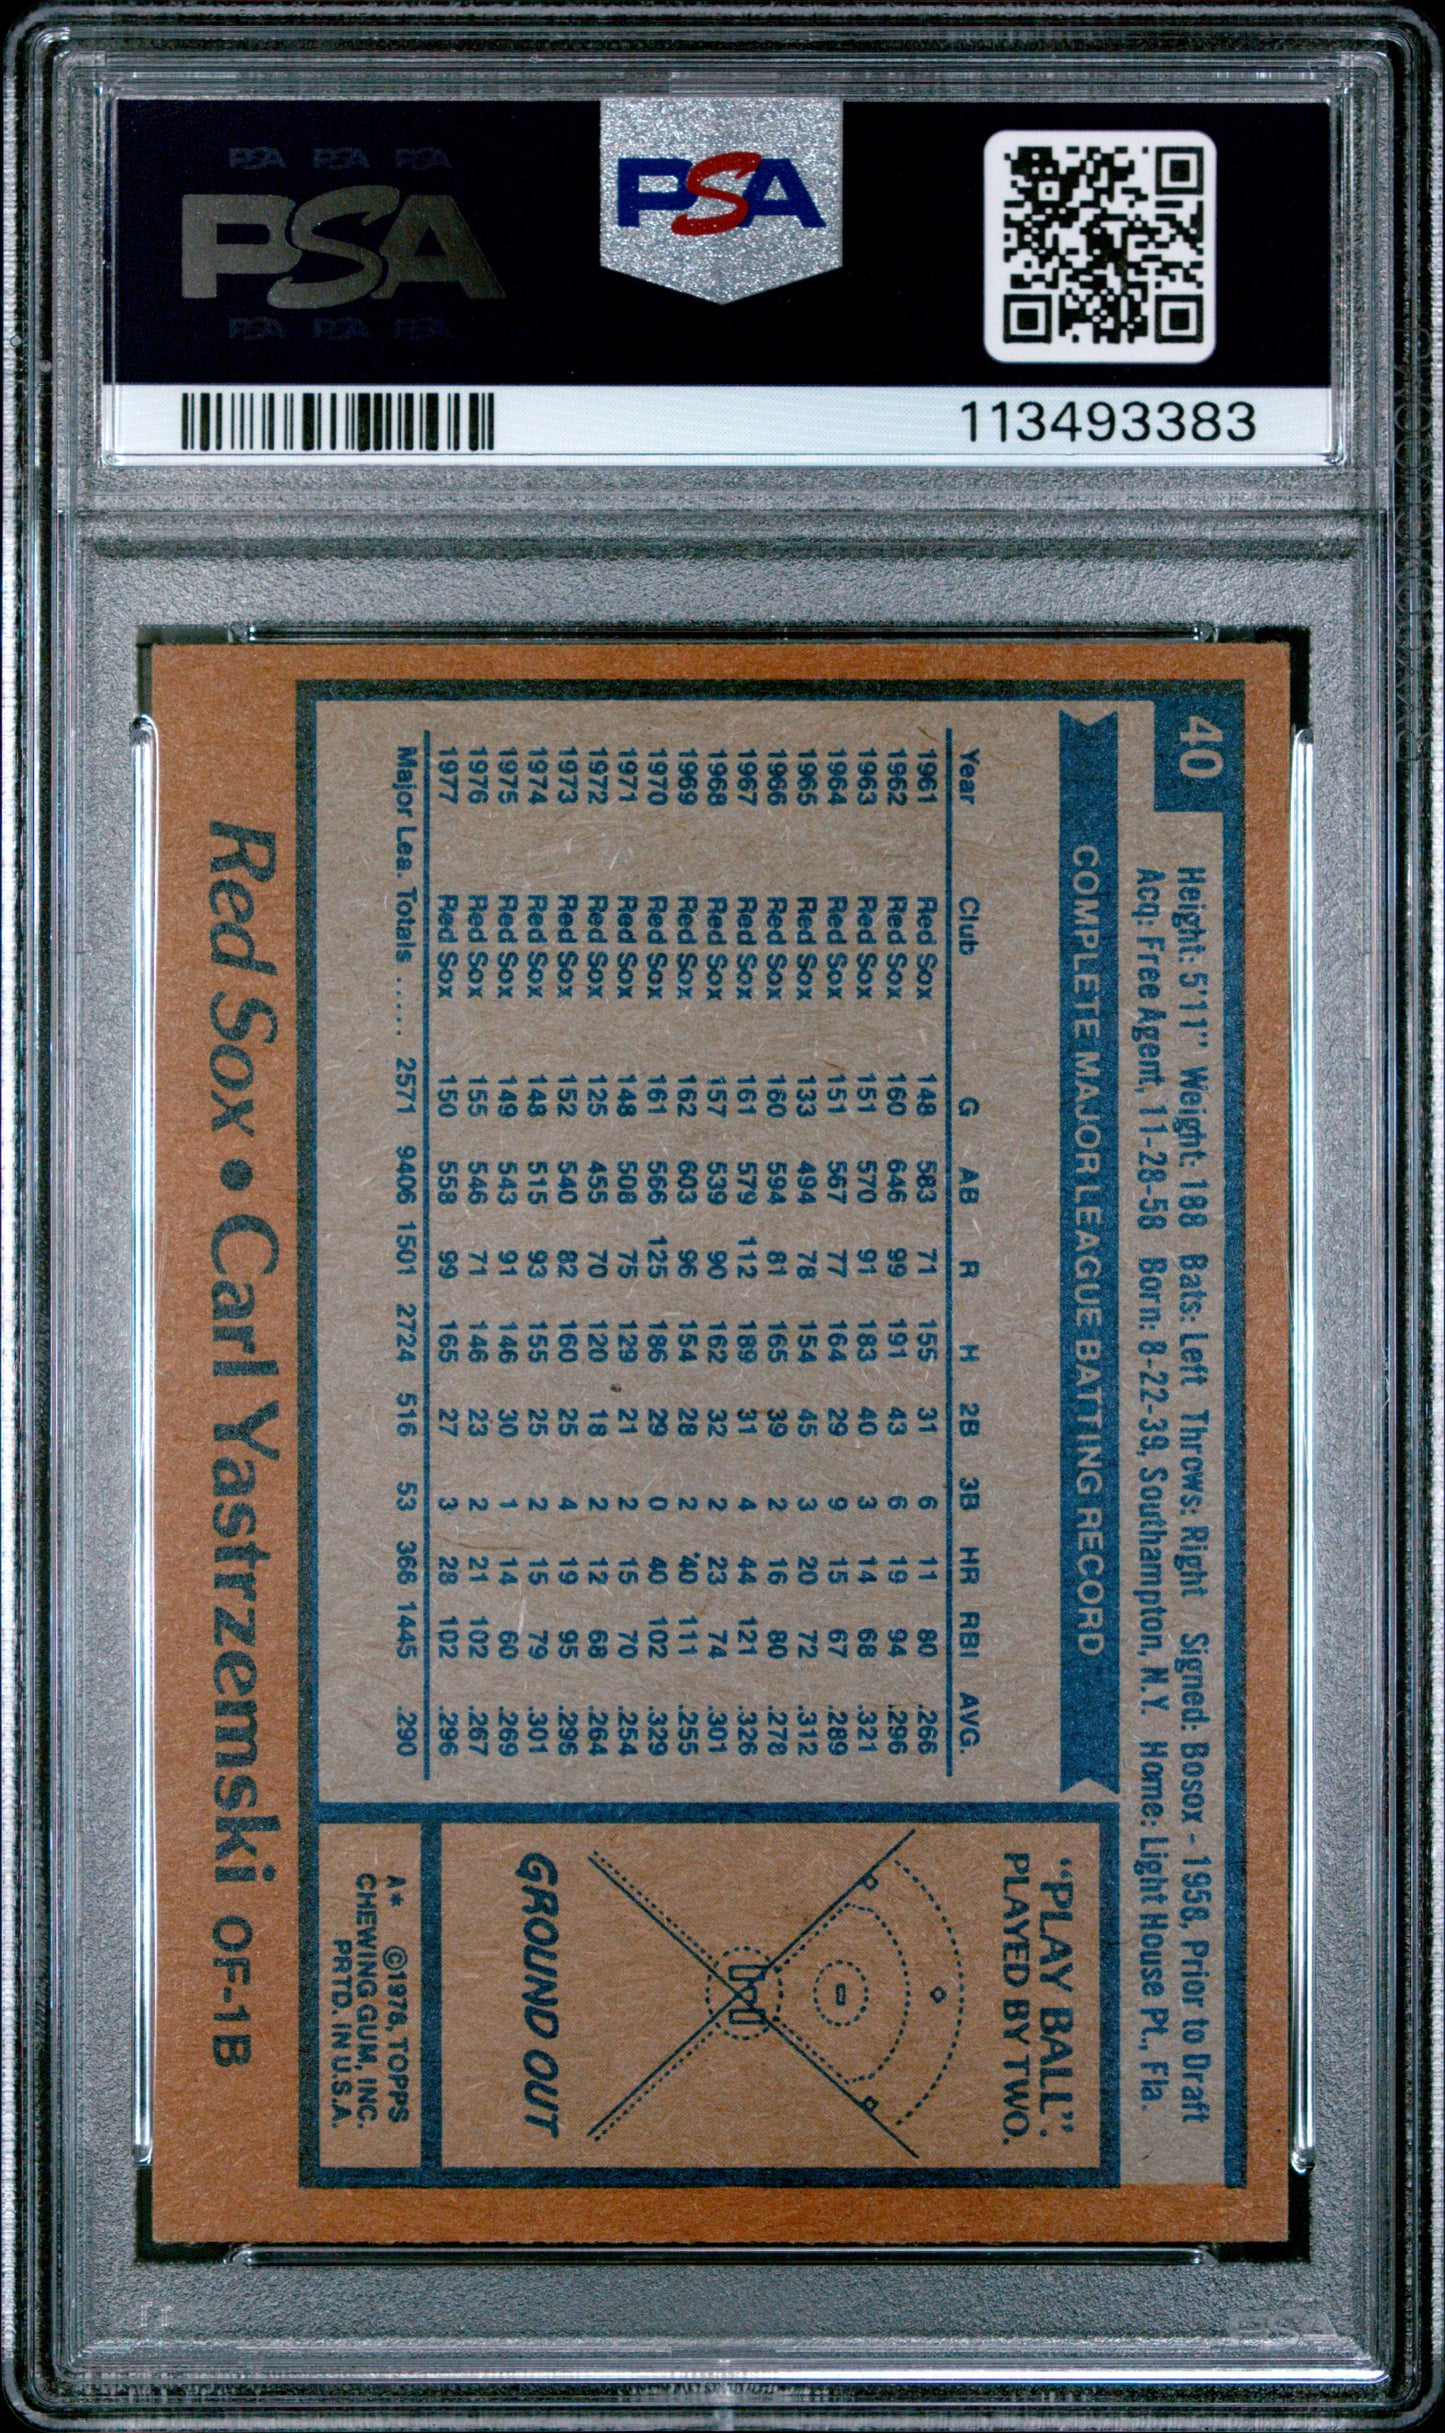 PSA PSA PSA
PSA
PSA PSA PSA
PSA
113493383
40
Height: 5'11" Weight: 188 Bats: Left Throws: Right Signed: Bosox - 1958, Prior to Draft
Acq: Free Agent, 11-28-58 Born: 8-22-39, Southampton, N.Y. Home: Light House Pt., Fla.
COMPLETE MAJOR LEAGUE BATTING RECORD
Year Club G AB R H 2B 3B HR RBI AVG.
1961 Red Sox 148 583 71 155 31 6 11 80 .266
1962 Red Sox 160 646 99 191 43 6 19 94 .296
1963 Red Sox 151 570 91 183 40 3 14 68 .321
1964 Red Sox 151 567 77 164 29 9 15 67 .289
1965 Red Sox 133 494 78 154 45 3 20 72 .312
1966 Red Sox 160 594 81 165 39 2 16 80 .278
1967 Red Sox 161 579 112 189 31 4 44 121 .326
1968 Red Sox 157 539 90 162 32 2 23 74 .301
1969 Red Sox 162 603 96 154 28 2 40 111 .255
1970 Red Sox 161 566 125 186 29 0 40 102 .329
1971 Red Sox 148 508 75 129 21 2 15 70 .254
1972 Red Sox 125 455 70 120 18 2 12 68 .264
1973 Red Sox 152 540 82 160 25 4 19 95 .296
1974 Red Sox 148 515 93 155 25 2 15 79 .301
1975 Red Sox 149 543 91 146 30 1 14 60 .269
1976 Red Sox 155 546 71 146 23 2 21 102 .267
1977 Red Sox 150 558 99 165 27 3 28 102 .296
Major Lea. Totals ..... 2571 9406 1501 2724 516 53 366 1445 .290
"PLAY BALL":
PLAYED BY TWO.
GROUND OUT
A* ©1978, TOPPS
CHEWING GUM, INC.
PRTD. IN U.S.A.
Red Sox • Carl Yastrzemski OF-1B
PSA